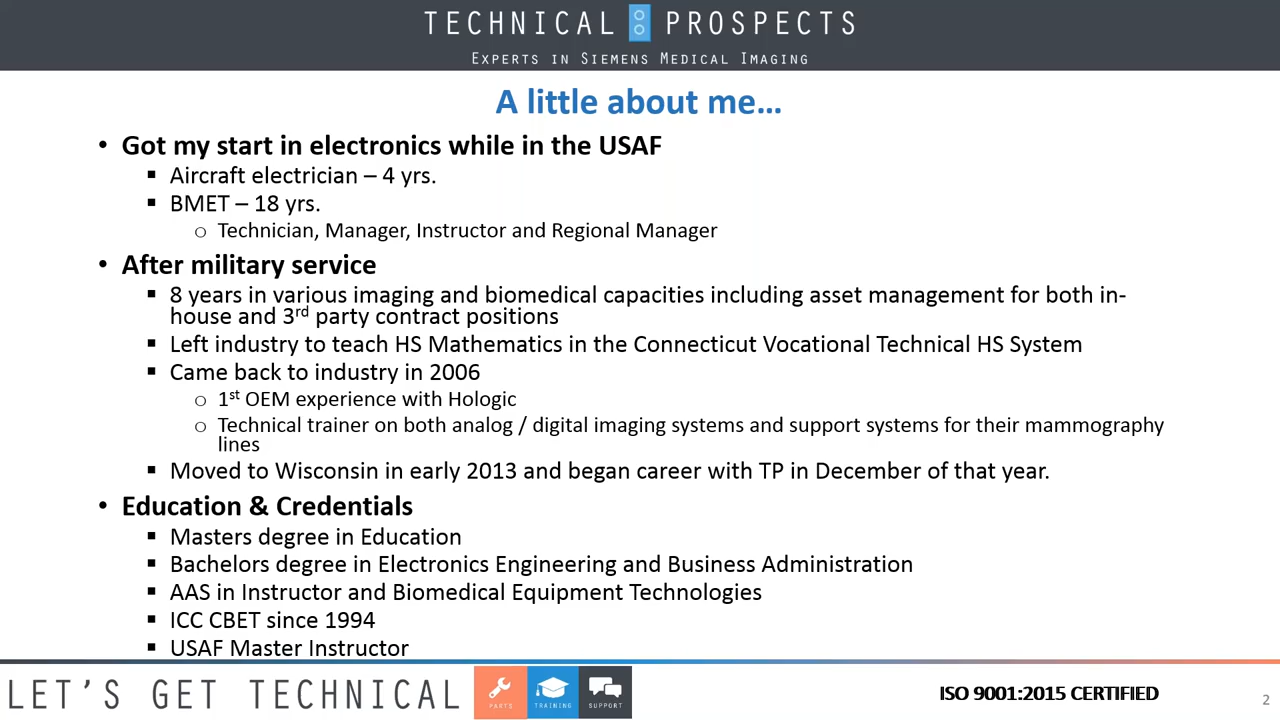 TECHNICAL PROSPECTS
EXPERTS IN SIEMENS MEDICAL IMAGING
A little about me...
• Got my start in electronics while in the USAF
▪ Aircraft electrician – 4 yrs.
▪ BMET – 18 yrs.
○ Technician, Manager, Instructor and Regional Manager
• After military service
▪ 8 years in various imaging and biomedical capacities including asset management for both in-
house and 3rd party contract positions
▪ Left industry to teach HS Mathematics in the Connecticut Vocational Technical HS System
▪ Came back to industry in 2006
○ 1st OEM experience with Hologic
○ Technical trainer on both analog / digital imaging systems and support systems for their mammography
lines
▪ Moved to Wisconsin in early 2013 and began career with TP in December of that year.
• Education & Credentials
▪ Masters degree in Education
▪ Bachelors degree in Electronics Engineering and Business Administration
▪ AAS in Instructor and Biomedical Equipment Technologies
▪ ICC CBET since 1994
▪ USAF Master Instructor
LET'S GET TECHNICAL
PARTS TRAINING SUPPORT
ISO 9001:2015 CERTIFIED
2